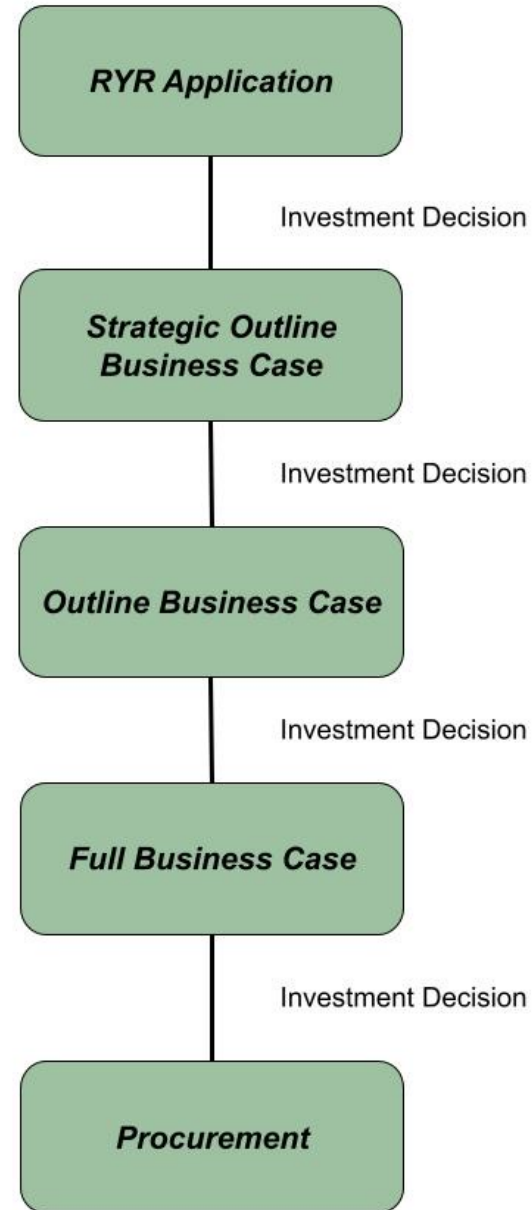 RYR Application
Investment Decision
Strategic Outline
Business Case
Investment Decision
Outline Business Case
Investment Decision
Full Business Case
Investment Decision
Procurement